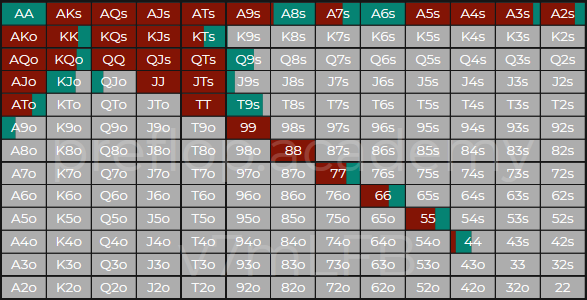 AA AKs AQs AJs ATs A9s A8s A7s A6s A5s A4s A3s A2s
AKo KK KQs KJs KTs K9s K8s K7s K6s K5s K4s K3s K2s
AQo KQo QQ QJs QTs Q9s Q8s Q7s Q6s Q5s Q4s Q3s Q2s
AJo KJo QJo JJ JTs J9s J8s J7s J6s J5s J4s J3s J2s
ATo KTo QTo JTo TT T9s T8s T7s T6s T5s T4s T3s T2s
A9o K9o Q9o J9o T9o 99 98s 97s 96s 95s 94s 93s 92s
A8o K8o Q8o J8o T8o 98o 88 87s 86s 85s 84s 83s 82s
A7o K7o Q7o J7o T7o 97o 87o 77 76s 75s 74s 73s 72s
A6o K6o Q6o J6o T6o 96o 86o 76o 66 65s 64s 63s 62s
A5o K5o Q5o J5o T5o 95o 85o 75o 65o 55 54s 53s 52s
A4o K4o Q4o J4o T4o 94o 84o 74o 64o 54o 44 43s 42s
A3o K3o Q3o J3o T3o 93o 83o 73o 63o 53o 43o 33 32s
A2o K2o Q2o J2o T2o 92o 82o 72o 62o 52o 42o 32o 22
preflop.academy